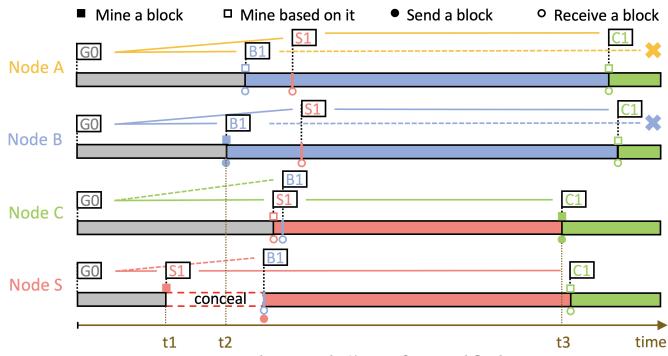 Mine a block Mine based on it Send a block Receive a block
S1 C1
G0 B1
Node A
S1 C1
G0 B1
Node B
B1
G0 S1 C1
Node C
B1
G0 S1 C1
Node S
conceal
t1 t2 t3 time